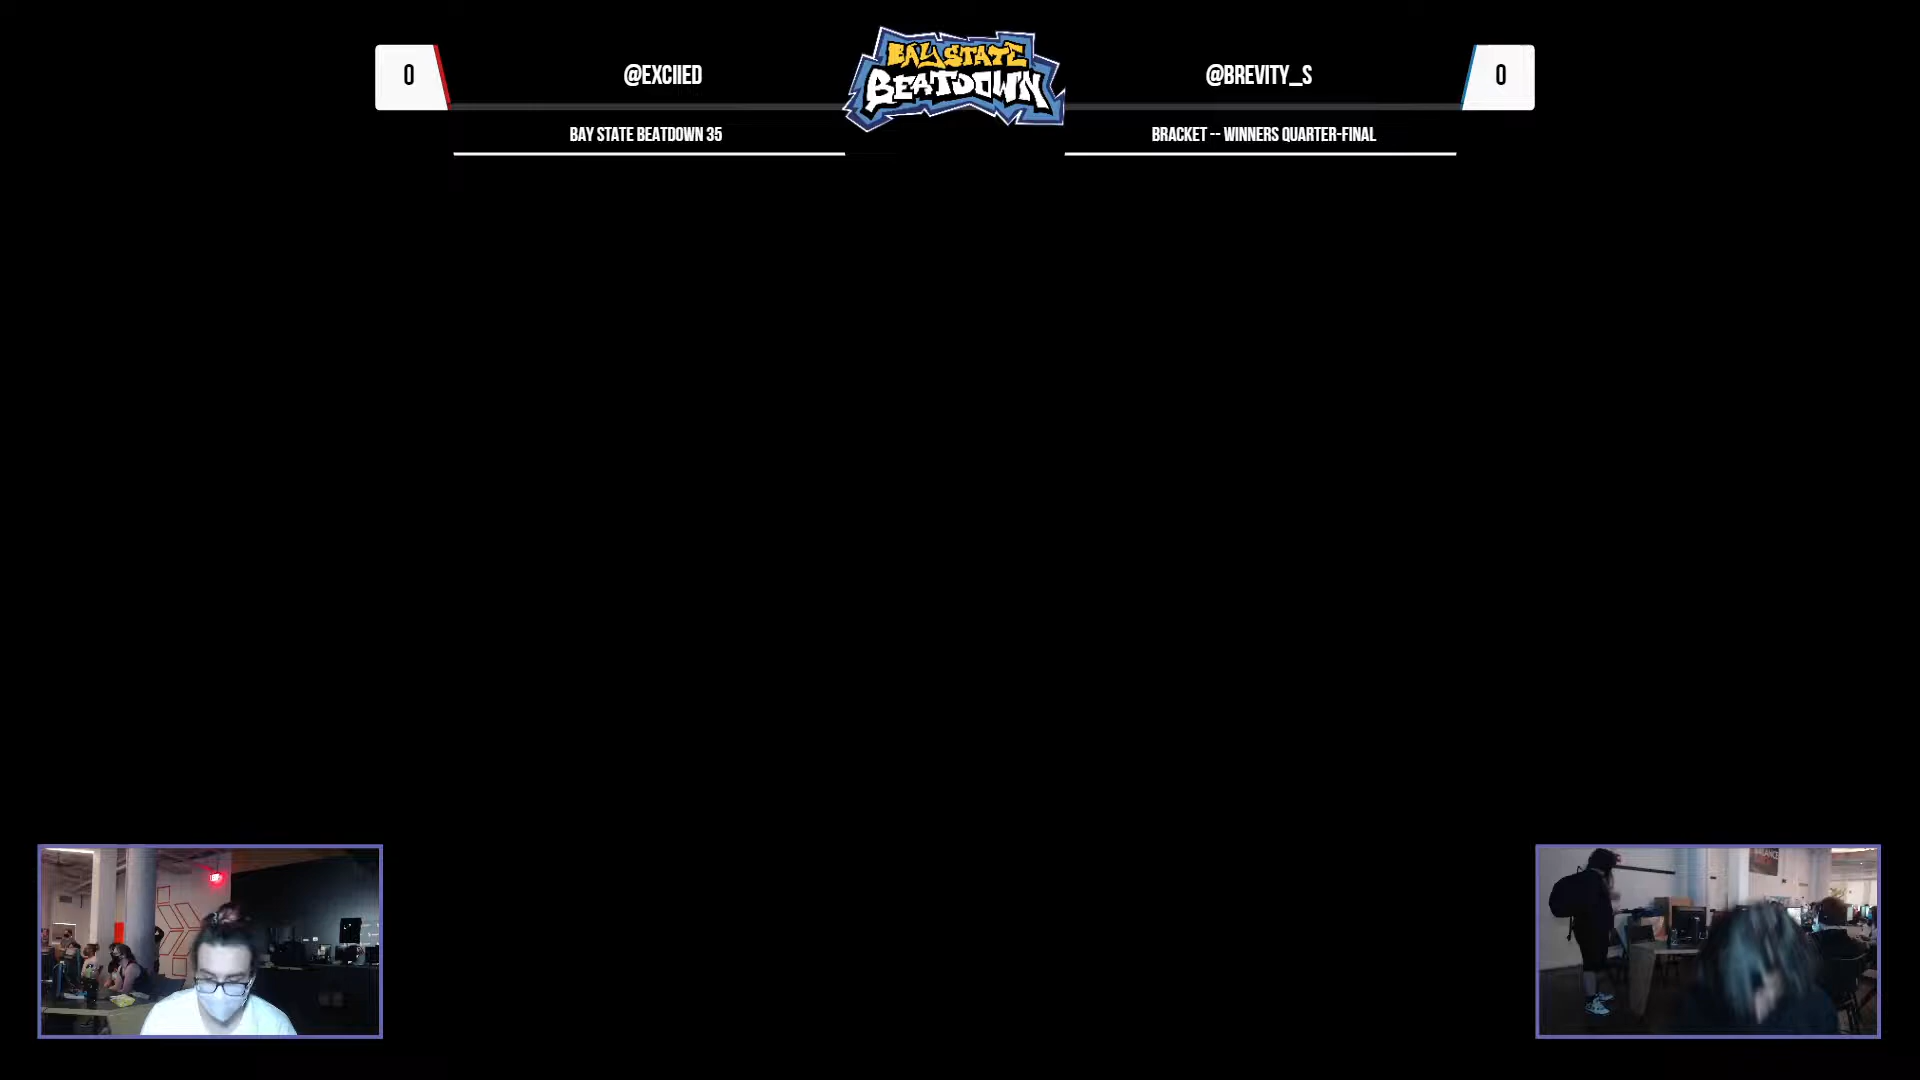 0
@EXCIIED
BAY STATE
BEATDOWN
@BREVITY_S
0
BAY STATE BEATDOWN 35
BRACKET -- WINNERS QUARTER-FINAL